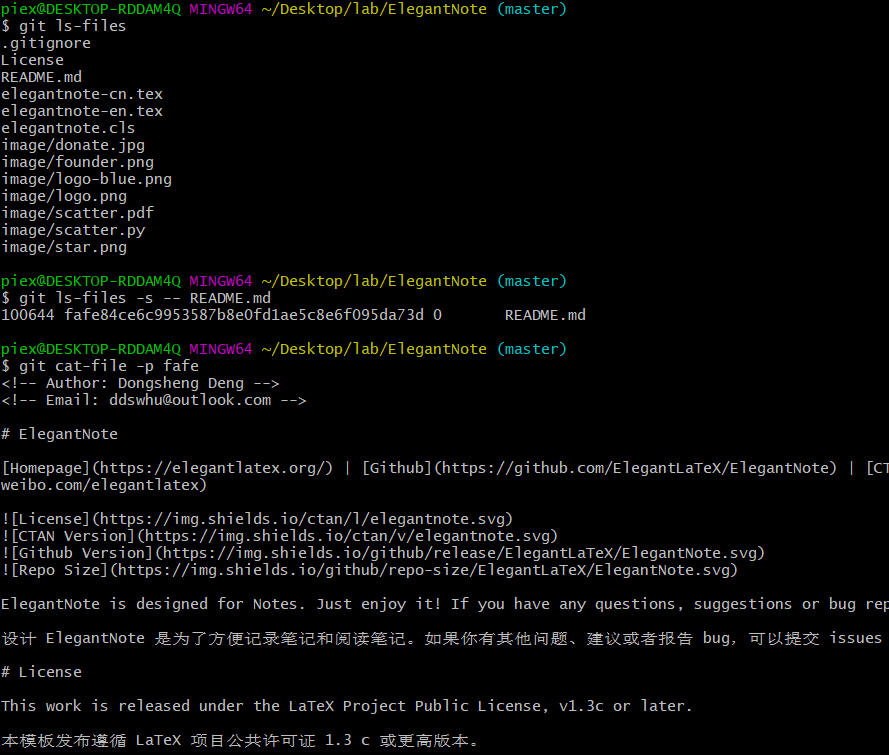 piex@DESKTOP-RDDAM4Q MINGW64 ~/Desktop/lab/ElegantNote (master)
$ git ls-files
.gitignore
License
README.md
elegantnote-cn.tex
elegantnote-en.tex
elegantnote.cls
image/donate.jpg
image/founder.png
image/logo-blue.png
image/logo.png
image/scatter.pdf
image/scatter.py
image/star.png
piex@DESKTOP-RDDAM4Q MINGW64 ~/Desktop/lab/ElegantNote (master)
$ git ls-files -s -- README.md
100644 fafe84ce6c9953587b8e0fd1ae5c8e6f095da73d 0       README.md
piex@DESKTOP-RDDAM4Q MINGW64 ~/Desktop/lab/ElegantNote (master)
$ git cat-file -p fafe
<!-- Author: Dongsheng Deng -->
<!-- Email: ddswhu@outlook.com -->
# ElegantNote
[Homepage](https://elegantlatex.org/) | [Github](https://github.com/ElegantLaTeX/ElegantNote) | [CT
weibo.com/elegantlatex)
![License](https://img.shields.io/ctan/l/elegantnote.svg)
![CTAN Version](https://img.shields.io/ctan/v/elegantnote.svg)
![Github Version](https://img.shields.io/github/release/ElegantLaTeX/ElegantNote.svg)
![Repo Size](https://img.shields.io/github/repo-size/ElegantLaTeX/ElegantNote.svg)
ElegantNote is designed for Notes. Just enjoy it! If you have any questions, suggestions or bug rep
设计 ElegantNote 是为了方便记录笔记和阅读笔记。如果你有其他问题、建议或者报告 bug，可以提交 issues
# License
This work is released under the LaTeX Project Public License, v1.3c or later.
本模板发布遵循 LaTeX 项目公共许可证 1.3 c 或更高版本。